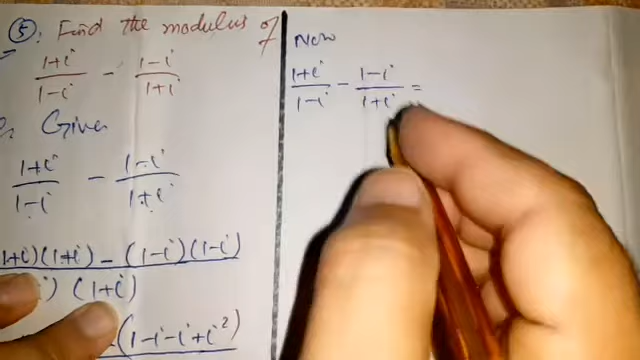 ⑤. Find the modulus of
1+i/1-i - 1-i/1+i
Given
1+i/1-i - 1-i/1+i
1+i)(1+i) - (1-i)(1-i)
i) (1+i)
(1-i-i+i²)
Now
1+i/1-i - 1-i/1+i =